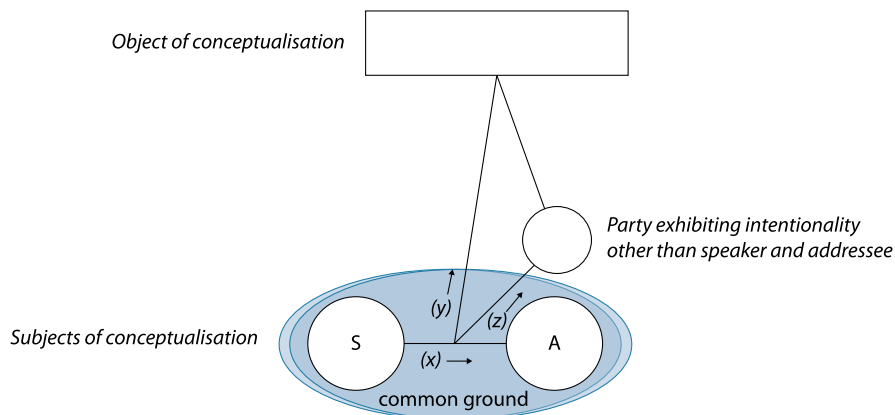 Object of conceptualisation
Party exhibiting intentionality
other than speaker and addressee
(y)
(z)
Subjects of conceptualisation
S
A
(x)
common ground